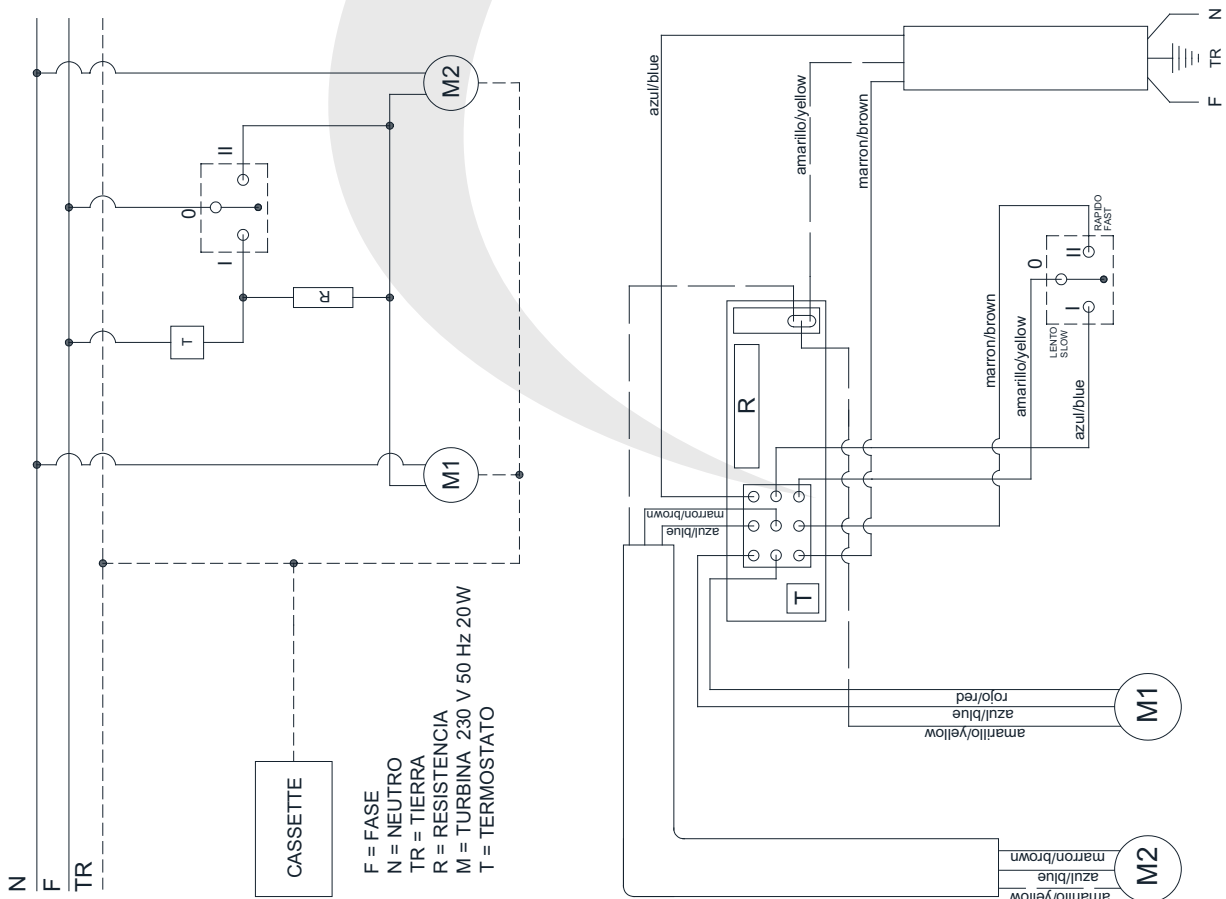 N
F
TR
CASSETTE
F = FASE
N = NEUTRO
TR = TIERRA
R = RESISTENCIA
M = TURBINA 230 V 50 Hz 20W
T = TERMOSTATO
M1
T
R
I
0
II
M2
M2
amarillo/yellow
azul/blue
marron/brown
M1
amarillo/yellow
azul/blue
rojo/red
T
R
azul/blue
marron/brown
azul/blue
amarillo/yellow
marron/brown
marron/brown
amarillo/yellow
azul/blue
LENTO
SLOW
I
0
II
RAPIDO
FAST
F
TR
N